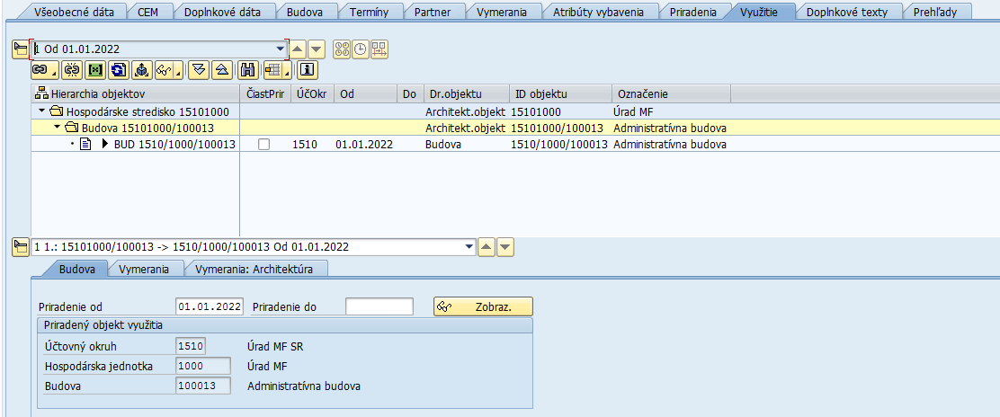 Všeobecné dáta CEM Doplnkové dáta Budova Termíny Partner Vymerania Atribúty vybavenia Priradenia Využitie Doplnkové texty Prehľady
1 Od 01.01.2022
Hierarchia objektov ČiastPrir ÚčOkr Od Do Dr.objektu ID objektu Označenie
Hospodárske stredisko 15101000 Architekt.objekt 15101000 Úrad MF
Budova 15101000/100013 Architekt.objekt 15101000/100013 Administratívna budova
BUD 1510/1000/100013 1510 01.01.2022 Budova 1510/1000/100013 Administratívna budova
1 1.: 15101000/100013 -> 1510/1000/100013 Od 01.01.2022
Budova Vymerania Vymerania: Architektúra
Priradenie od 01.01.2022 Priradenie do Zobraz.
Priradený objekt využitia
Účtovný okruh 1510 Úrad MF SR
Hospodárska jednotka 1000 Úrad MF
Budova 100013 Administratívna budova